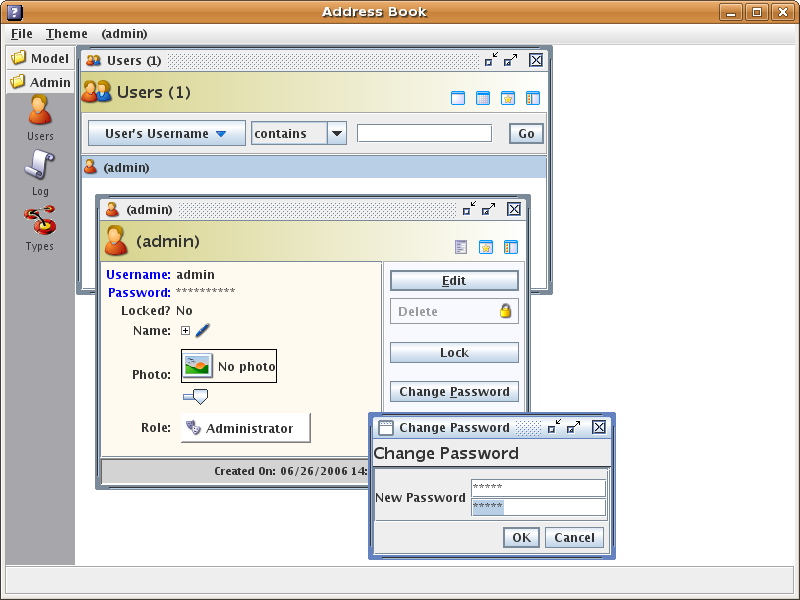 ?
Address Book
File Theme (admin)
Model
Admin
Users
Log
Types
Users (1)
Users (1)
User's Username contains Go
(admin)
(admin)
(admin)
Username: admin
Password: **********
Locked? No
Name:
Photo: No photo
Role: Administrator
Created On: 06/26/2006 14:
Edit
Delete
Lock
Change Password
Change Password
Change Password
New Password *****
*****
OK Cancel